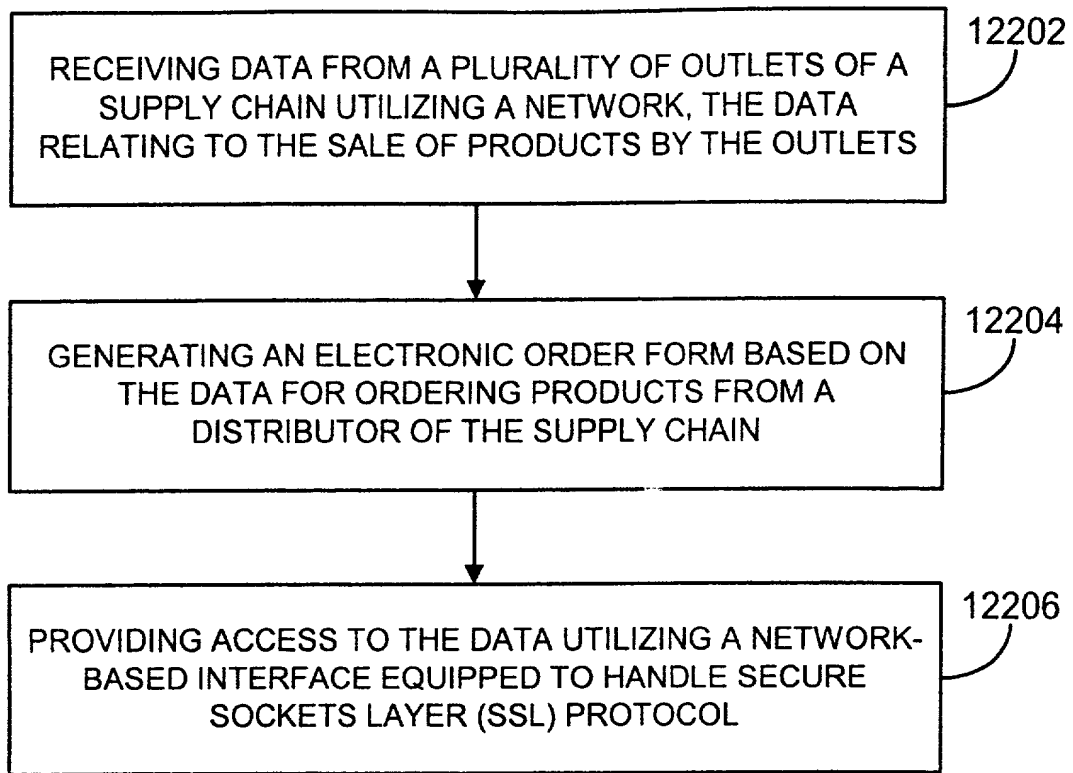 12202
RECEIVING DATA FROM A PLURALITY OF OUTLETS OF A
SUPPLY CHAIN UTILIZING A NETWORK, THE DATA
RELATING TO THE SALE OF PRODUCTS BY THE OUTLETS
12204
GENERATING AN ELECTRONIC ORDER FORM BASED ON
THE DATA FOR ORDERING PRODUCTS FROM A
DISTRIBUTOR OF THE SUPPLY CHAIN
12206
PROVIDING ACCESS TO THE DATA UTILIZING A NETWORK-
BASED INTERFACE EQUIPPED TO HANDLE SECURE
SOCKETS LAYER (SSL) PROTOCOL